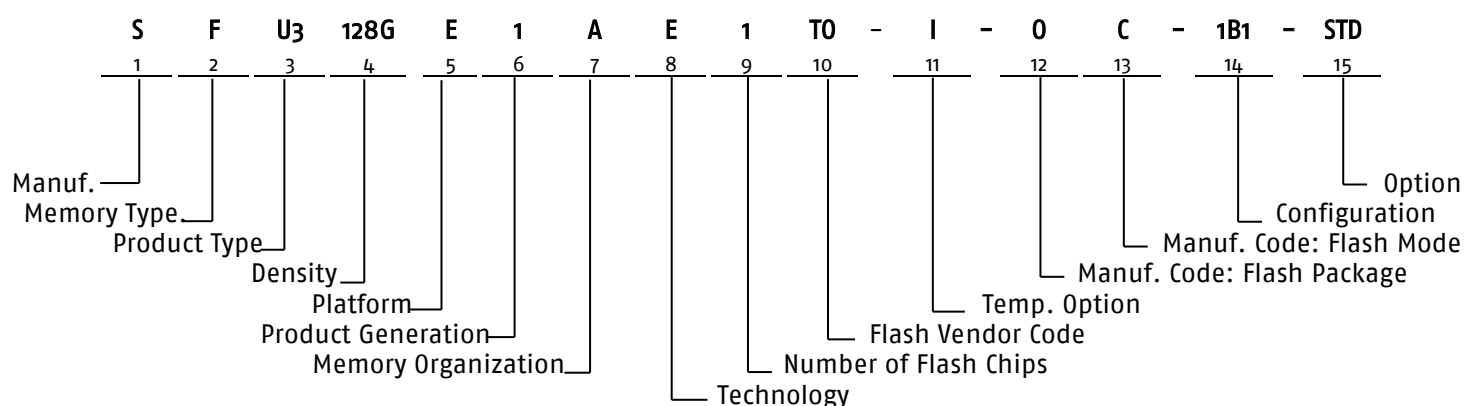 S F U3 128G E 1 A E 1 TO - I - 0 C - 1B1 - STD
1 2 3 4 5 6 7 8 9 10 11 12 13 14 15
Manuf. Option
Memory Type. Configuration
Product Type Manuf. Code: Flash Mode
Density Manuf. Code: Flash Package
Platform Temp. Option
Product Generation Flash Vendor Code
Memory Organization Number of Flash Chips
Technology